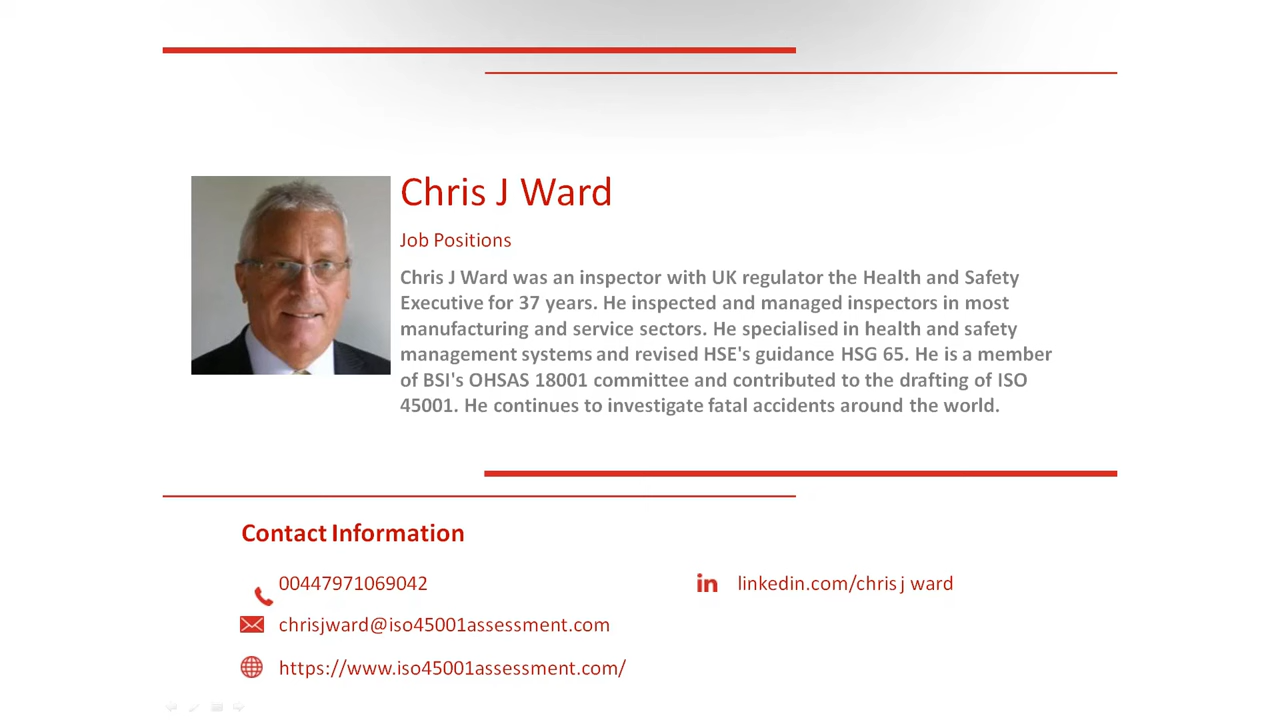 Chris J Ward
Job Positions
Chris J Ward was an inspector with UK regulator the Health and Safety
Executive for 37 years. He inspected and managed inspectors in most
manufacturing and service sectors. He specialised in health and safety
management systems and revised HSE's guidance HSG 65. He is a member
of BSI's OHSAS 18001 committee and contributed to the drafting of ISO
45001. He continues to investigate fatal accidents around the world.
Contact Information
00447971069042
in linkedin.com/chris j ward
chrisjward@iso45001assessment.com
https://www.iso45001assessment.com/